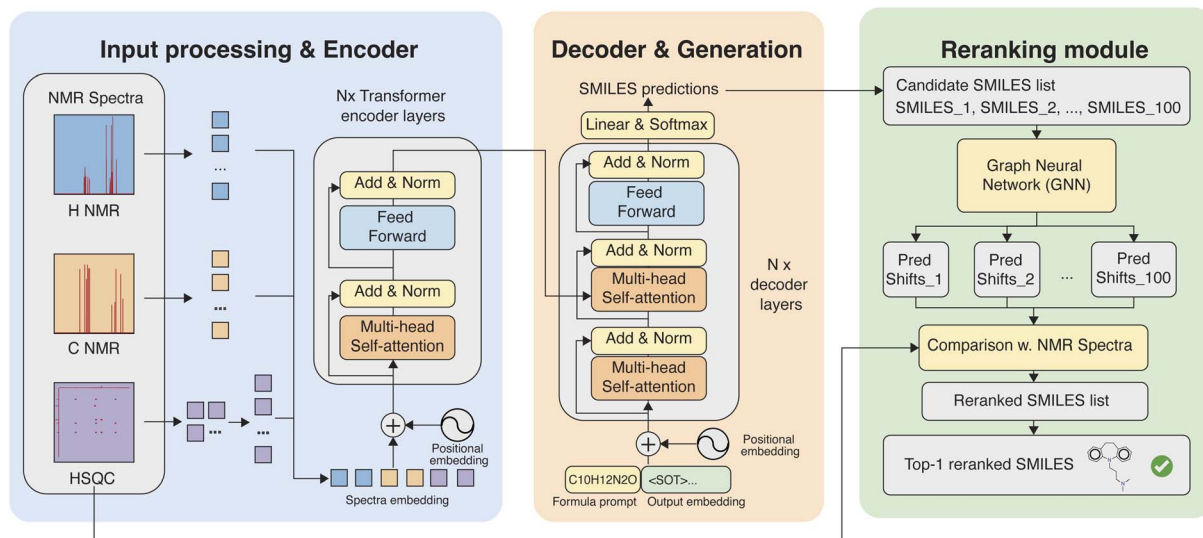 Input processing & Encoder
NMR Spectra
H NMR
C NMR
HSQC
...
...
...
...
Nx Transformer
encoder layers
Add & Norm
Feed
Forward
Add & Norm
Multi-head
Self-attention
Positional
embedding
Spectra embedding
Decoder & Generation
SMILES predictions
Linear & Softmax
Add & Norm
Feed
Forward
Add & Norm
Multi-head
Self-attention
Add & Norm
Multi-head
Self-attention
N x
decoder
layers
Positional
embedding
C10H12N2O
<SOT>...
Formula prompt
Output embedding
Reranking module
Candidate SMILES list
SMILES_1, SMILES_2, ..., SMILES_100
Graph Neural
Network (GNN)
Pred
Shifts_1
Pred
Shifts_2
...
Pred
Shifts_100
Comparison w. NMR Spectra
Reranked SMILES list
Top-1 reranked SMILES
N
N